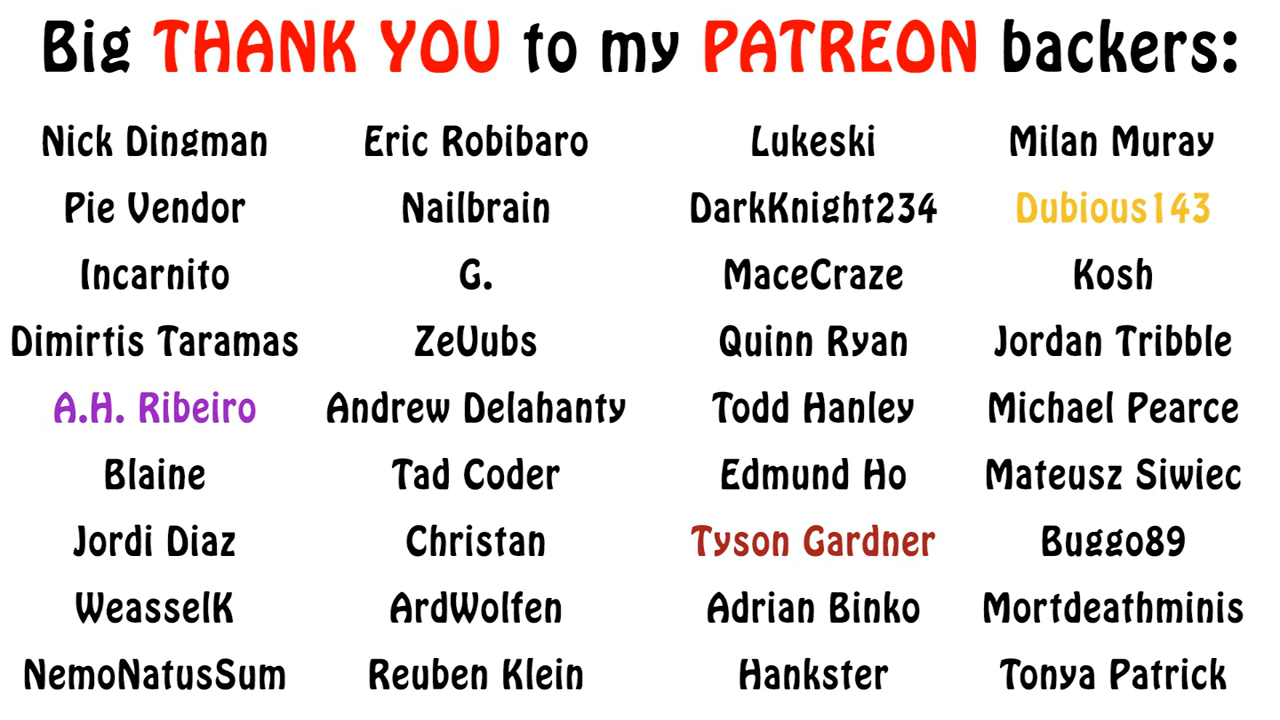 Big THANK YOU to my PATREON backers:
Nick Dingman Eric Robibaro Lukeski Milan Muray
Pie Vendor Nailbrain DarkKnight234 Dubious143
Incarnito G. MaceCraze Kosh
Dimirtis Taramas ZeVubs Quinn Ryan Jordan Tribble
A.H. Ribeiro Andrew Delahanty Todd Hanley Michael Pearce
Blaine Tad Coder Edmund Ho Mateusz Siwiec
Jordi Diaz Christan Tyson Gardner Buggo89
WeasselK ArdWolfen Adrian Binko Mortdeathminis
NemoNatusSum Reuben Klein Hankster Tonya Patrick